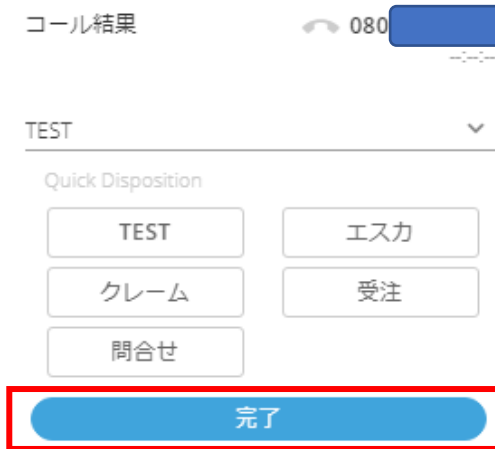 コール結果 080
--:--:--
TEST
Quick Disposition
TEST エスカ
クレーム 受注
問合せ
完了